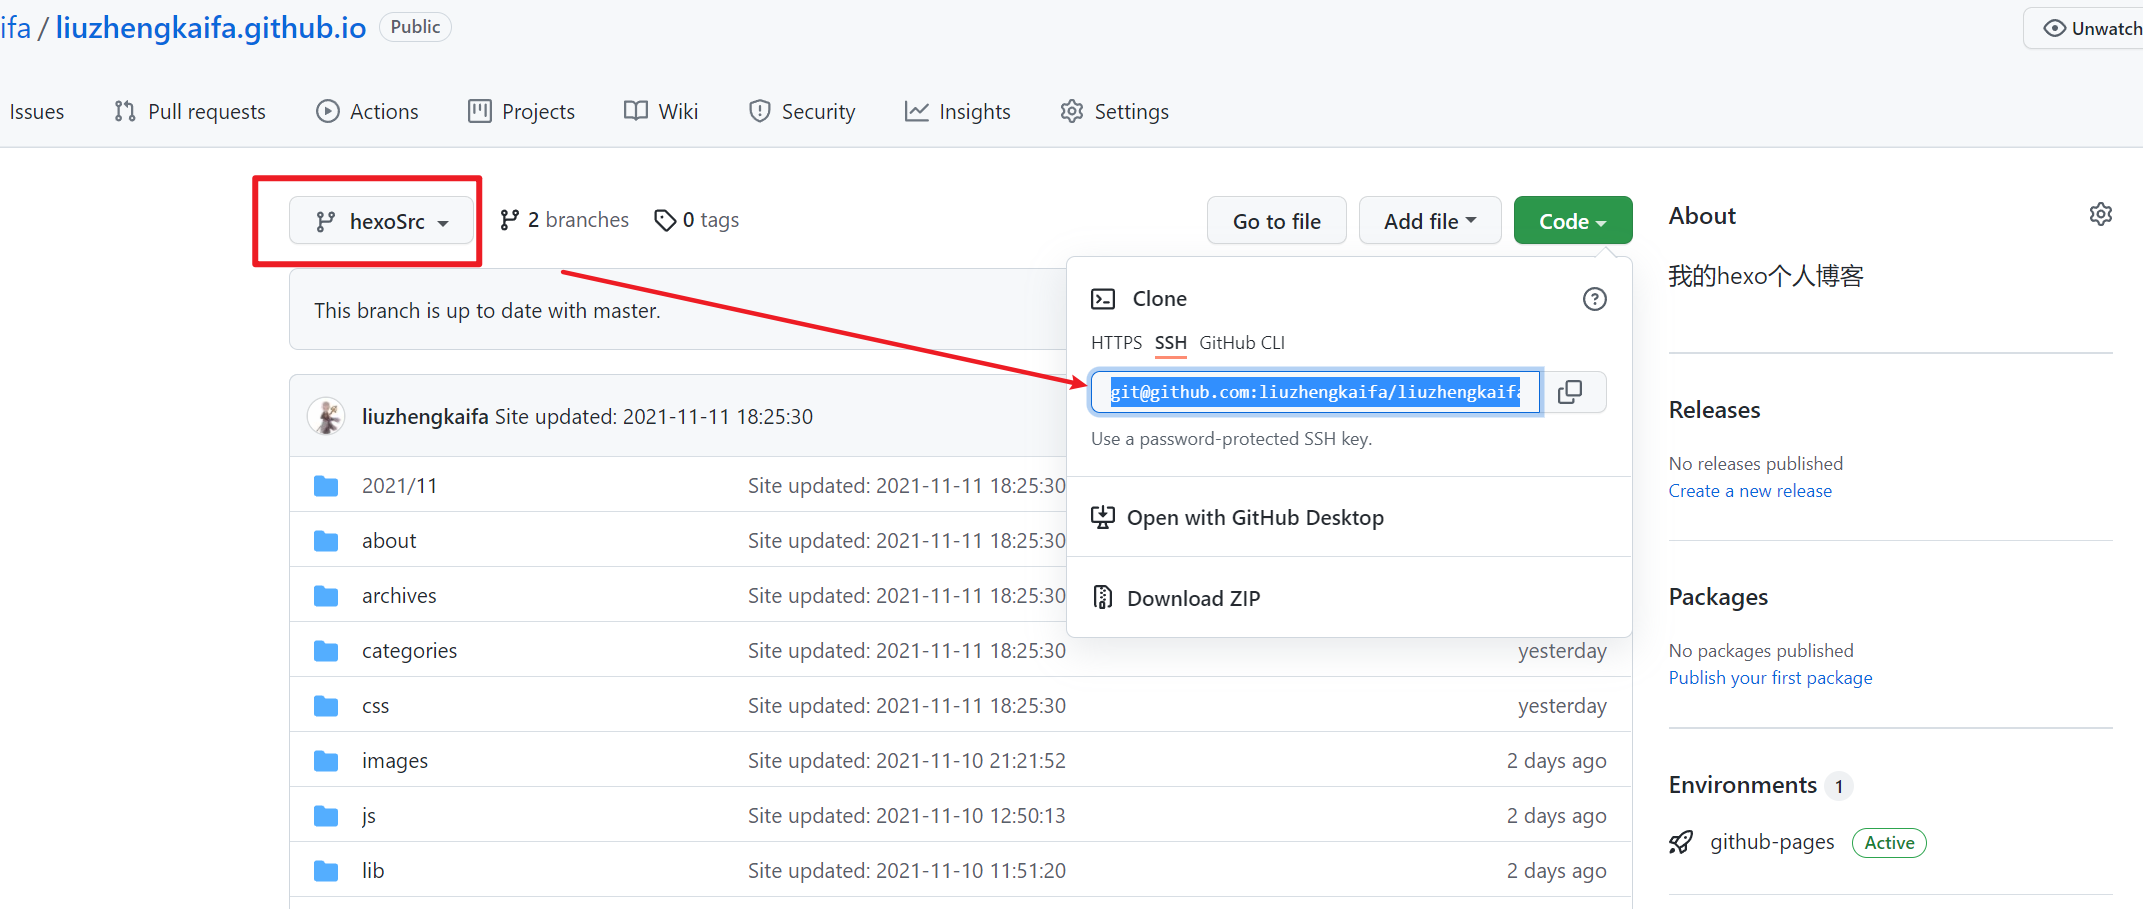 ifa / liuzhengkaifa.github.io Public
Unwatch
Issues Pull requests Actions Projects Wiki Security Insights Settings
hexoSrc 2 branches 0 tags
Go to file Add file Code
This branch is up to date with master.
Clone
HTTPS SSH GitHub CLI
git@github.com:liuzhengkaifa/liuzhengkaifa
Use a password-protected SSH key.
Open with GitHub Desktop
Download ZIP
liuzhengkaifa Site updated: 2021-11-11 18:25:30
2021/11 Site updated: 2021-11-11 18:25:30
about Site updated: 2021-11-11 18:25:30
archives Site updated: 2021-11-11 18:25:30
categories Site updated: 2021-11-11 18:25:30 yesterday
css Site updated: 2021-11-11 18:25:30 yesterday
images Site updated: 2021-11-10 21:21:52 2 days ago
js Site updated: 2021-11-10 12:50:13 2 days ago
lib Site updated: 2021-11-10 11:51:20 2 days ago
About
我的hexo个人博客
Releases
No releases published
Create a new release
Packages
No packages published
Publish your first package
Environments 1
github-pages Active